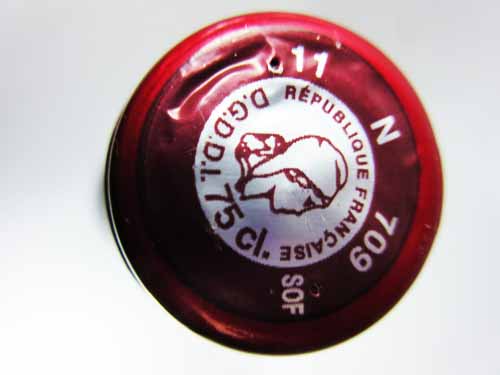 11 N 709 SOF
RÉPUBLIQUE FRANÇAISE
D.G.D.D.I. 75 cl.